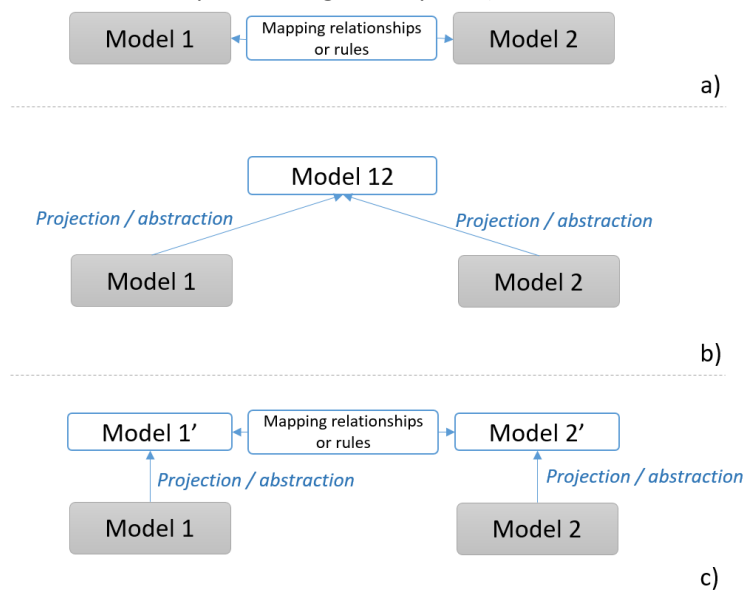 Model 1
Mapping relationships
or rules
Model 2
a)
Model 12
Projection / abstraction
Projection / abstraction
Model 1
Model 2
b)
Model 1’
Mapping relationships
or rules
Model 2’
Projection / abstraction
Projection / abstraction
Model 1
Model 2
c)